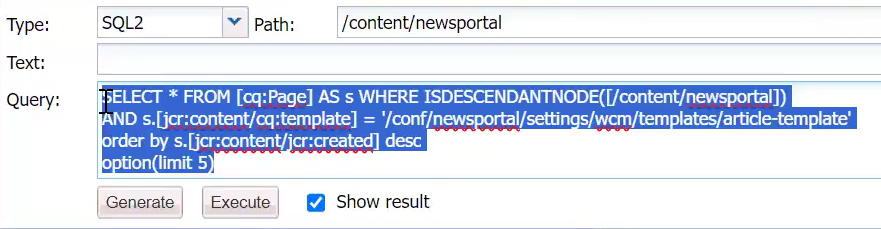 Type: SQL2 Path: /content/newsportal
Text:
Query: SELECT * FROM [cq:Page] AS s WHERE ISDESCENDANTNODE([/content/newsportal])
AND s.[jcr:content/cq:template] = '/conf/newsportal/settings/wcm/templates/article-template'
order by s.[jcr:content/jcr:created] desc
option(limit 5)
Generate Execute Show result